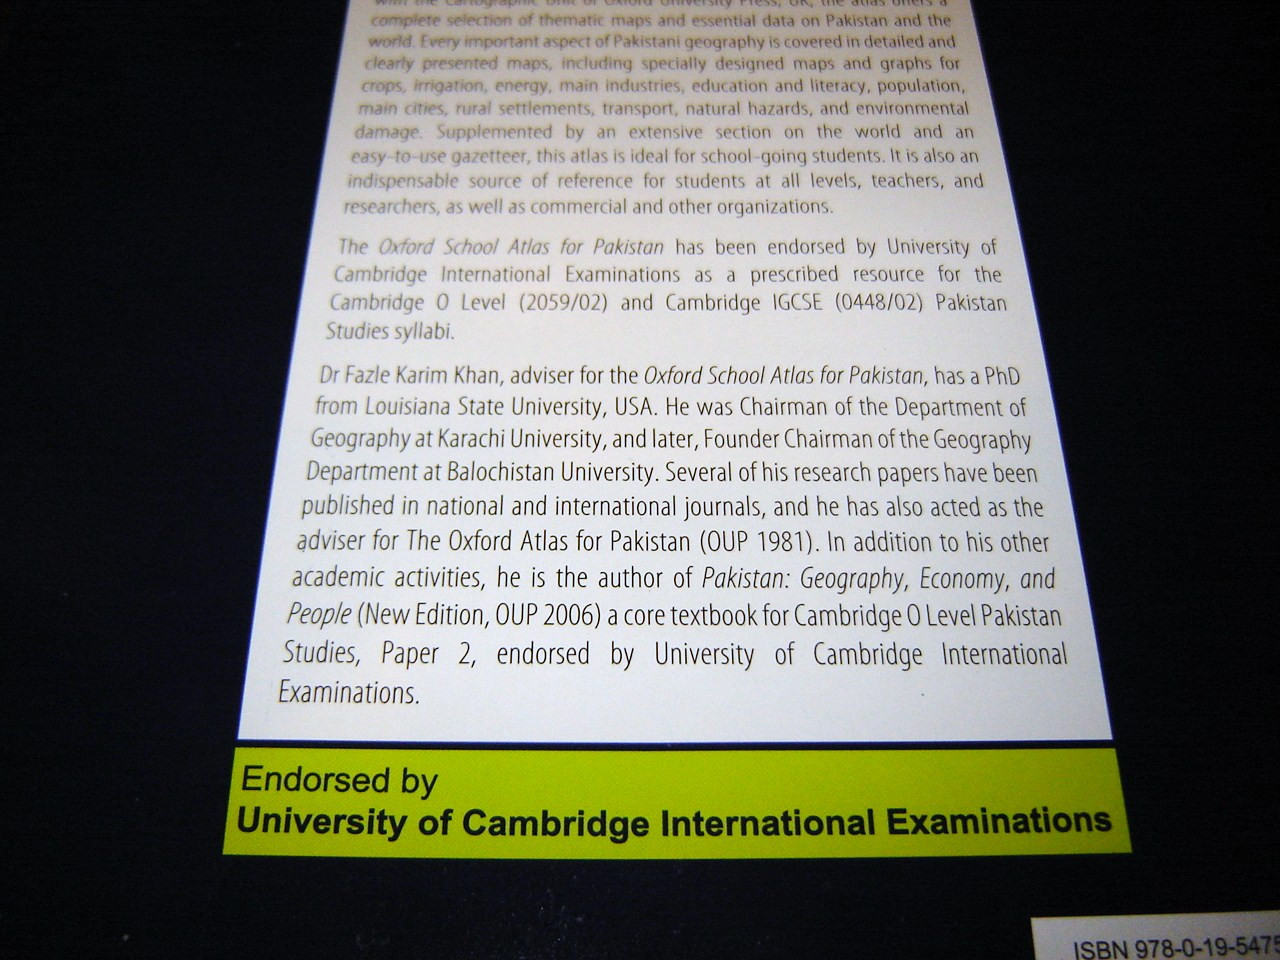 with the Cartographic Unit of Oxford University Press, UK, the atlas offers a
complete selection of thematic maps and essential data on Pakistan and the
world. Every important aspect of Pakistani geography is covered in detailed and
clearly presented maps, including specially designed maps and graphs for
crops, irrigation, energy, main industries, education and literacy, population,
main cities, rural settlements, transport, natural hazards, and environmental
damage. Supplemented by an extensive section on the world and an
easy-to-use gazetteer, this atlas is ideal for school-going students. It is also an
indispensable source of reference for students at all levels, teachers, and
researchers, as well as commercial and other organizations.
The Oxford School Atlas for Pakistan has been endorsed by University of
Cambridge International Examinations as a prescribed resource for the
Cambridge O Level (2059/02) and Cambridge IGCSE (0448/02) Pakistan
Studies syllabi.
Dr Fazle Karim Khan, adviser for the Oxford School Atlas for Pakistan, has a PhD
from Louisiana State University, USA. He was Chairman of the Department of
Geography at Karachi University, and later, Founder Chairman of the Geography
Department at Balochistan University. Several of his research papers have been
published in national and international journals, and he has also acted as the
adviser for The Oxford Atlas for Pakistan (OUP 1981). In addition to his other
academic activities, he is the author of Pakistan: Geography, Economy, and
People (New Edition, OUP 2006) a core textbook for Cambridge O Level Pakistan
Studies, Paper 2, endorsed by University of Cambridge International
Examinations.
Endorsed by
University of Cambridge International Examinations
ISBN 978-0-19-5475